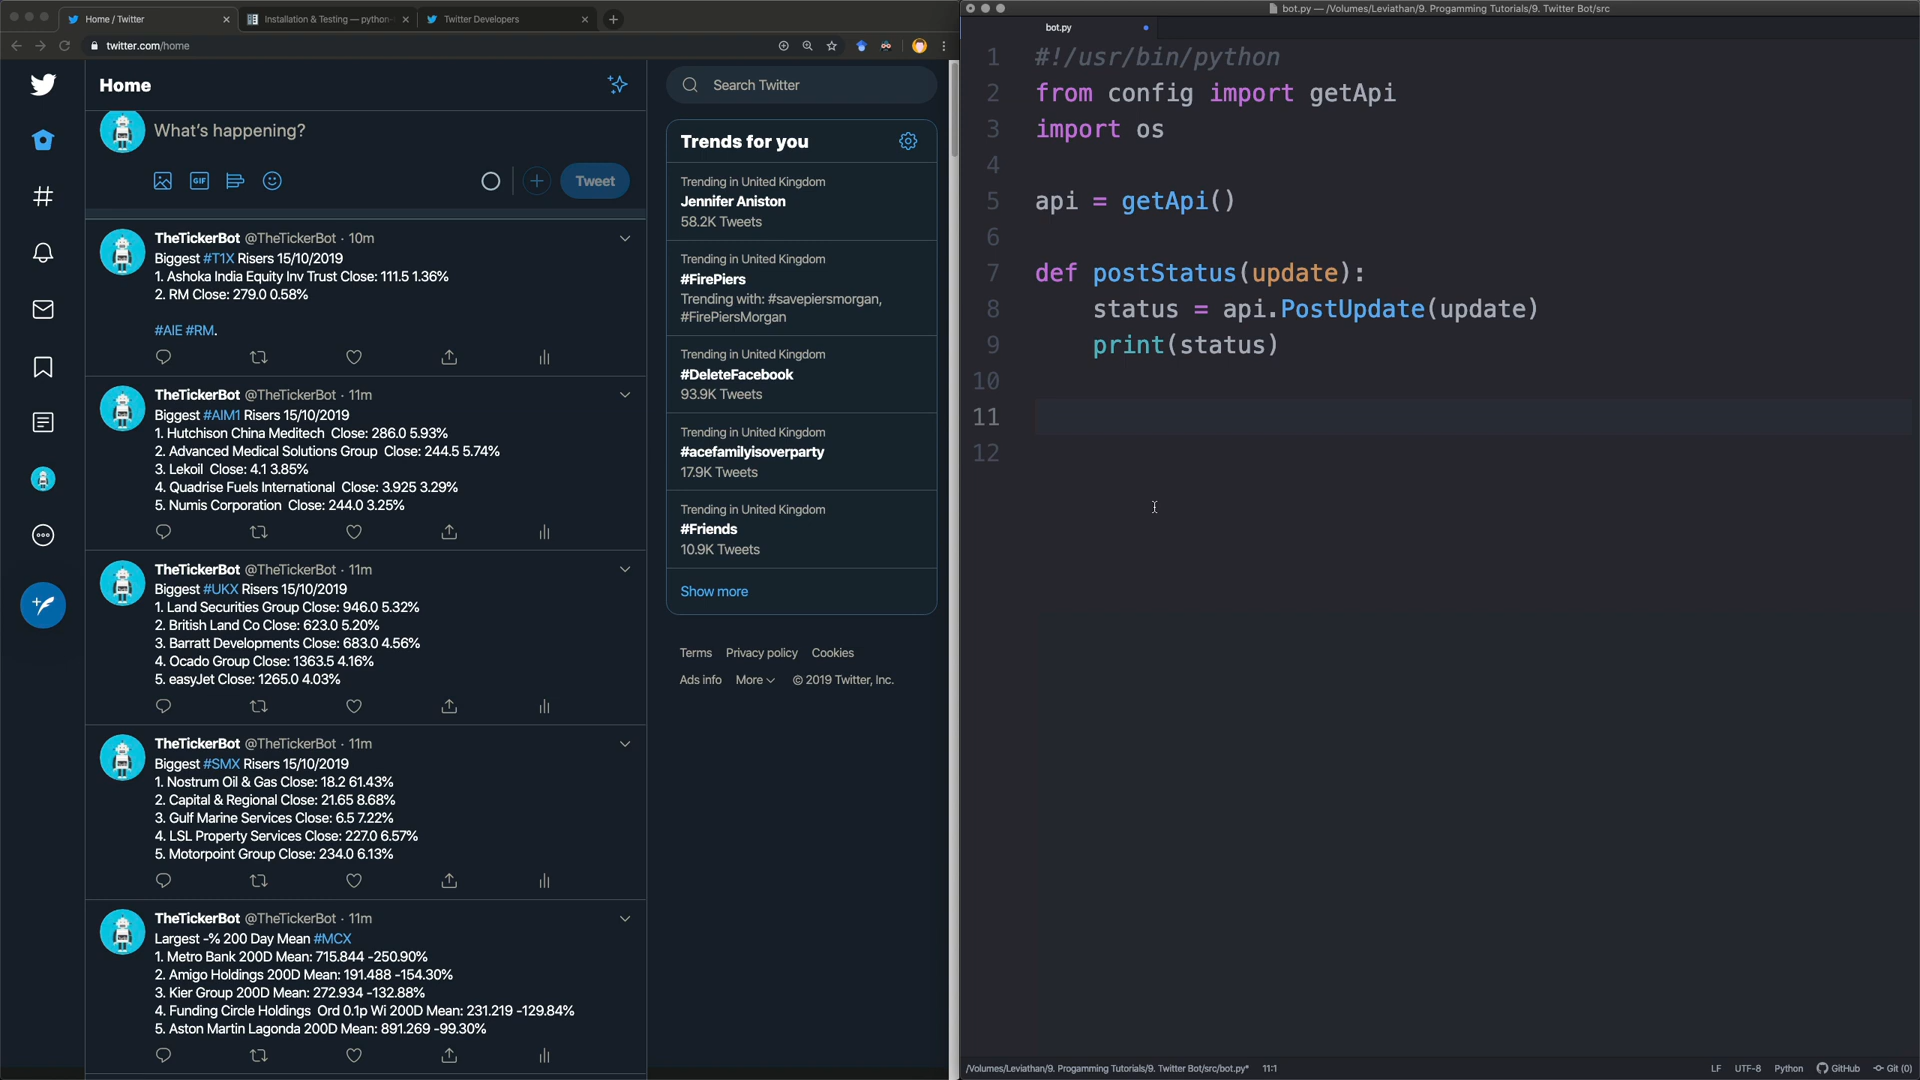 Home / Twitter
Installation & Testing — python-
Twitter Developers
twitter.com/home
Home
What's happening?
GIF
Tweet
TheTickerBot @TheTickerBot · 10m
Biggest #T1X Risers 15/10/2019
1. Ashoka India Equity Inv Trust Close: 111.5 1.36%
2. RM Close: 279.0 0.58%
#AIE #RM.
TheTickerBot @TheTickerBot · 11m
Biggest #AIM1 Risers 15/10/2019
1. Hutchison China Meditech Close: 286.0 5.93%
2. Advanced Medical Solutions Group Close: 244.5 5.74%
3. Lekoil Close: 4.1 3.85%
4. Quadrise Fuels International Close: 3.925 3.29%
5. Numis Corporation Close: 244.0 3.25%
TheTickerBot @TheTickerBot · 11m
Biggest #UKX Risers 15/10/2019
1. Land Securities Group Close: 946.0 5.32%
2. British Land Co Close: 623.0 5.20%
3. Barratt Developments Close: 683.0 4.56%
4. Ocado Group Close: 1363.5 4.16%
5. easyJet Close: 1265.0 4.03%
TheTickerBot @TheTickerBot · 11m
Biggest #SMX Risers 15/10/2019
1. Nostrum Oil & Gas Close: 18.2 61.43%
2. Capital & Regional Close: 21.65 8.68%
3. Gulf Marine Services Close: 6.5 7.22%
4. LSL Property Services Close: 227.0 6.57%
5. Motorpoint Group Close: 234.0 6.13%
TheTickerBot @TheTickerBot · 11m
Largest -% 200 Day Mean #MCX
1. Metro Bank 200D Mean: 715.844 -250.90%
2. Amigo Holdings 200D Mean: 191.488 -154.30%
3. Kier Group 200D Mean: 272.934 -132.88%
4. Funding Circle Holdings Ord 0.1p Wi 200D Mean: 231.219 -129.84%
5. Aston Martin Lagonda 200D Mean: 891.269 -99.30%
Search Twitter
Trends for you
Trending in United Kingdom
Jennifer Aniston
58.2K Tweets
Trending in United Kingdom
#FirePiers
Trending with: #savepiersmorgan,
#FirePiersMorgan
Trending in United Kingdom
#DeleteFacebook
93.9K Tweets
Trending in United Kingdom
#acefamilyisoverparty
17.9K Tweets
Trending in United Kingdom
#Friends
10.9K Tweets
Show more
Terms Privacy policy Cookies
Ads info More © 2019 Twitter, Inc.
bot.py — /Volumes/Leviathan/9. Progamming Tutorials/9. Twitter Bot/src
bot.py
1 #!/usr/bin/python
2 from config import getApi
3 import os
4
5 api = getApi()
6
7 def postStatus(update):
8 status = api.PostUpdate(update)
9 print(status)
10
11
12
/Volumes/Leviathan/9. Progamming Tutorials/9. Twitter Bot/src/bot.py* 11:1
LF UTF-8 Python GitHub Git (0)